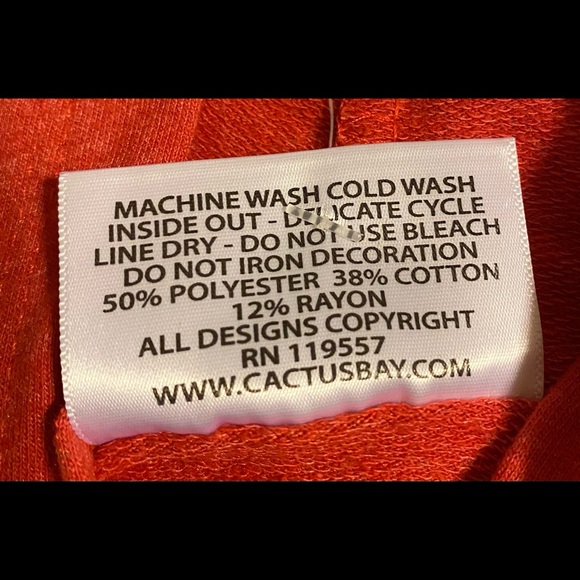 MACHINE WASH COLD WASH
INSIDE OUT - DELICATE CYCLE
LINE DRY - DO NOT USE BLEACH
DO NOT IRON DECORATION
50% POLYESTER 38% COTTON
12% RAYON
ALL DESIGNS COPYRIGHT
RN 119557
WWW.CACTUSBAY.COM